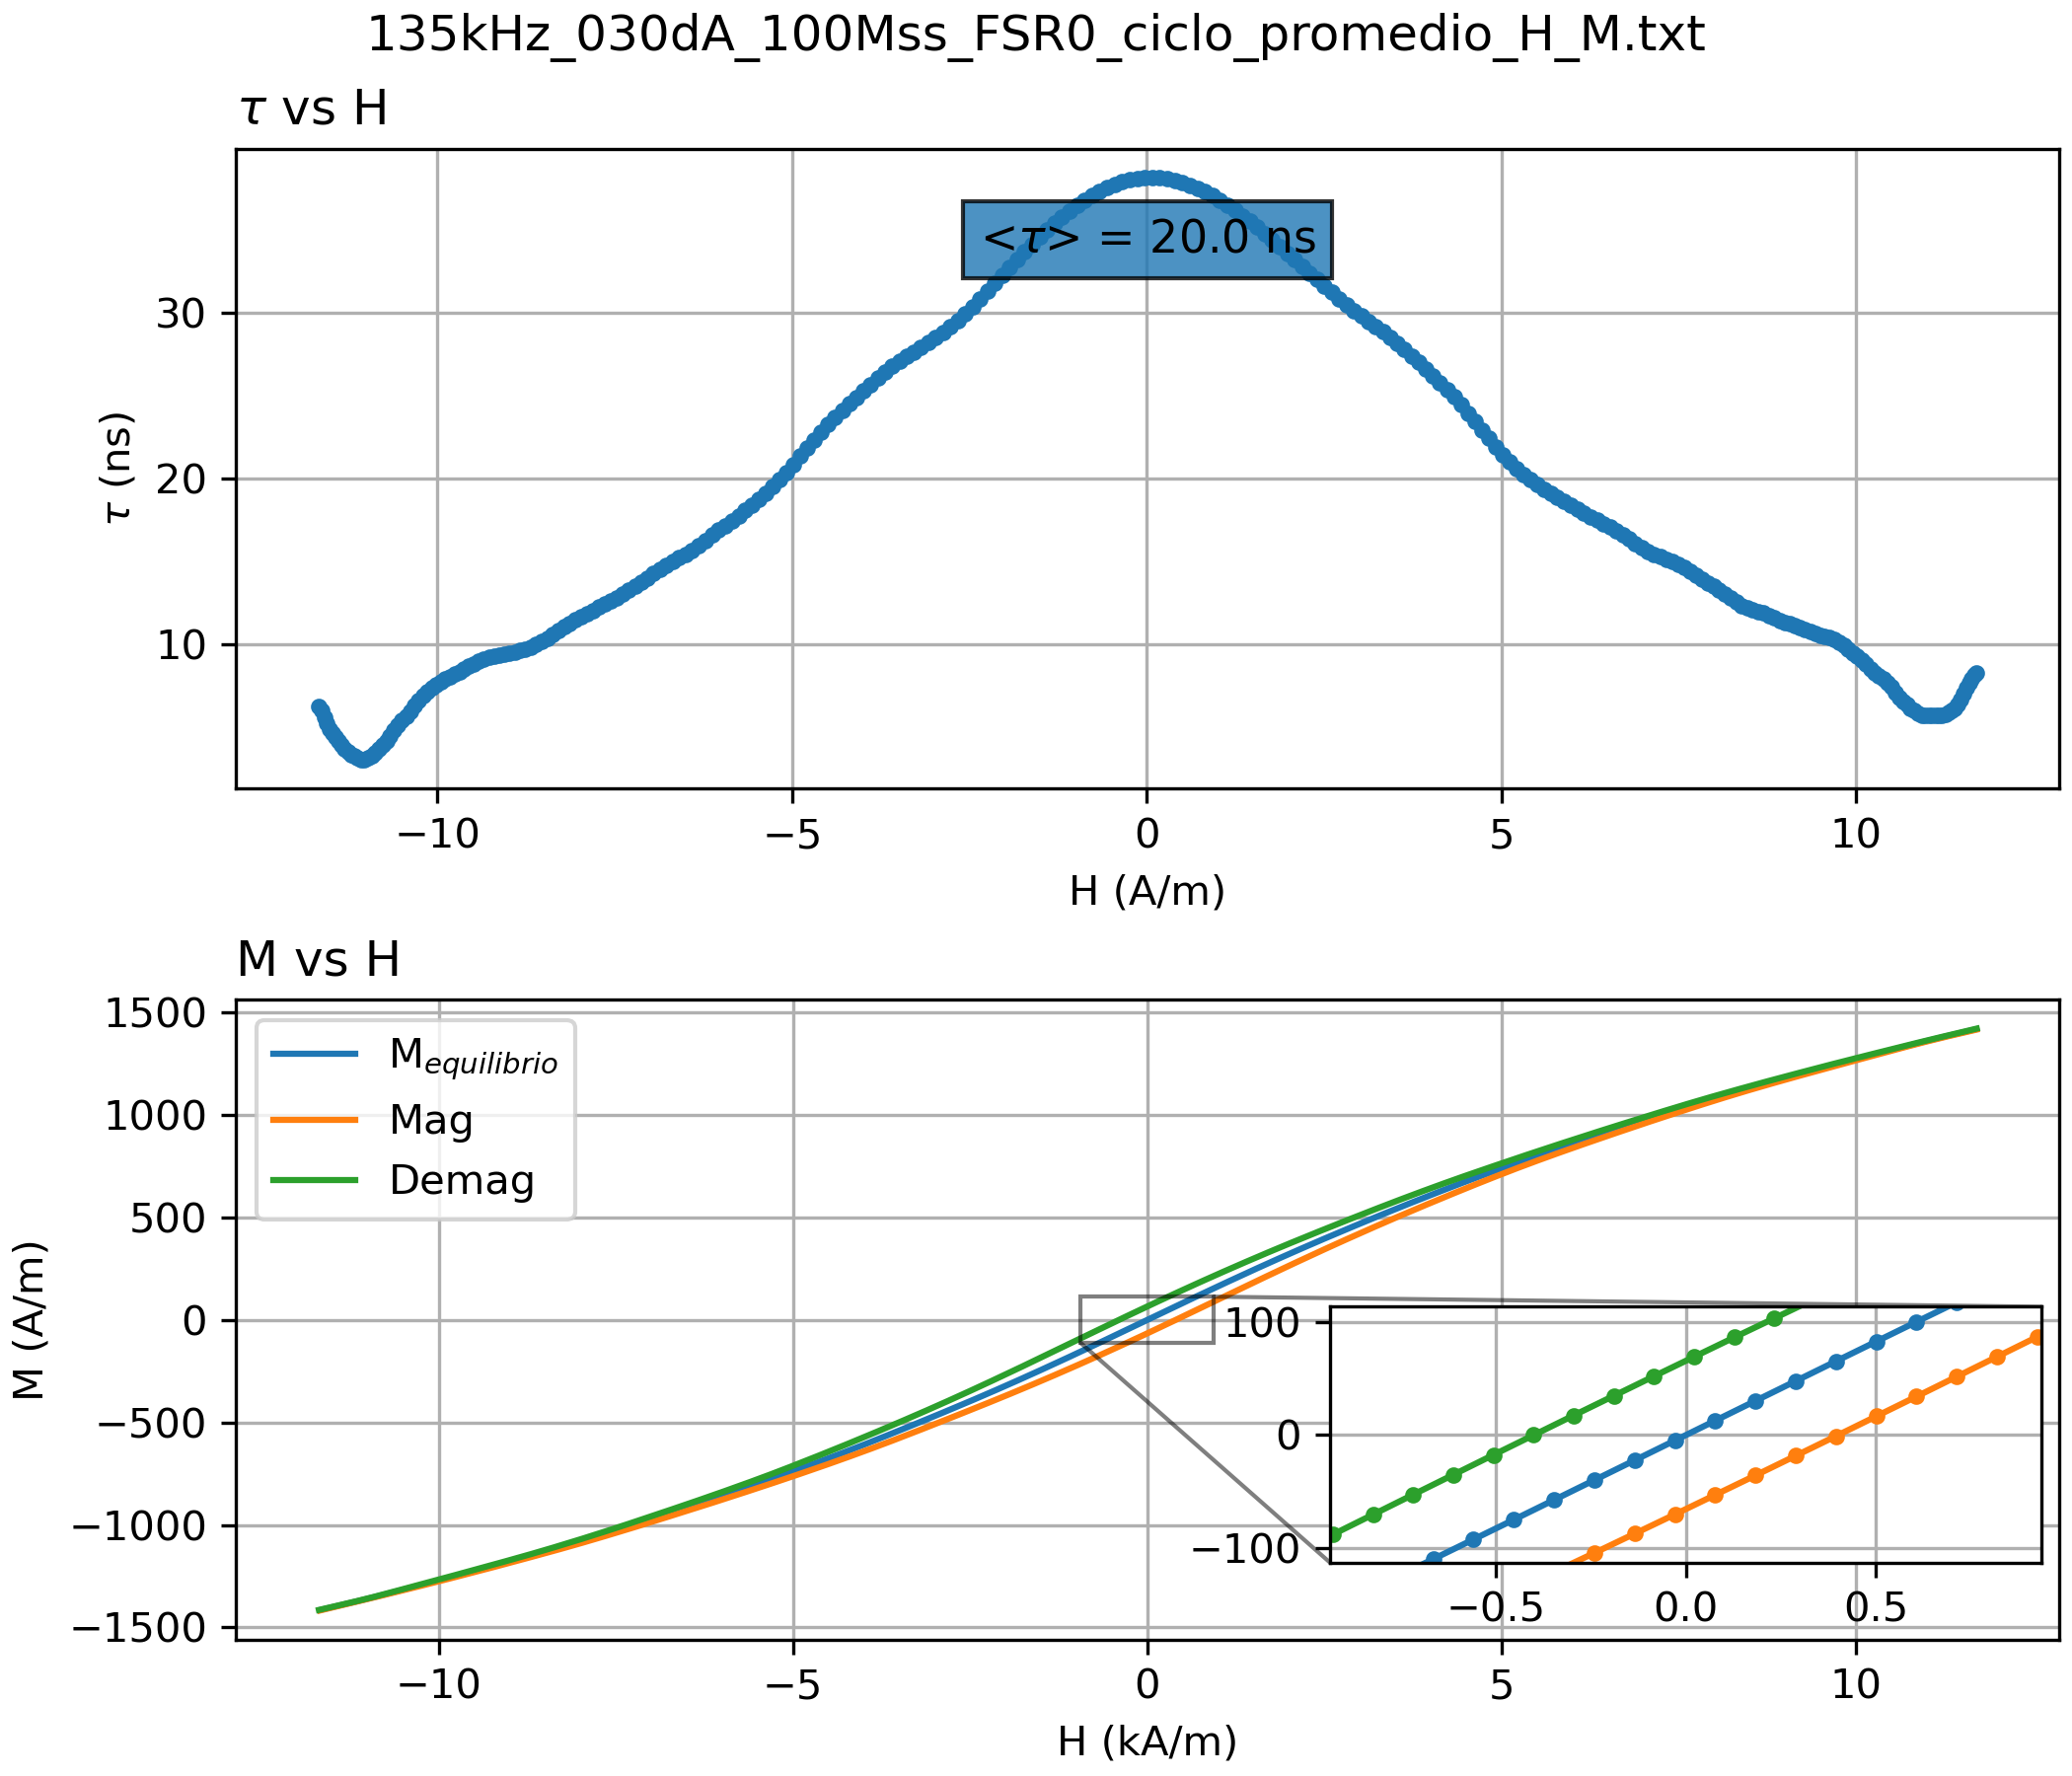 135kHz_030dA_100Mss_FSR0_ciclo_promedio_H_M.txt
τ vs H
<τ> = 20.0 ns
30
20
10
τ (ns)
−10 −5 0 5 10
H (A/m)
M vs H
1500
1000
500
0
−500
−1000
−1500
M (A/m)
Mequilibrio
Mag
Demag
100
0
−100
−0.5 0.0 0.5
−10 −5 0 5 10
H (kA/m)